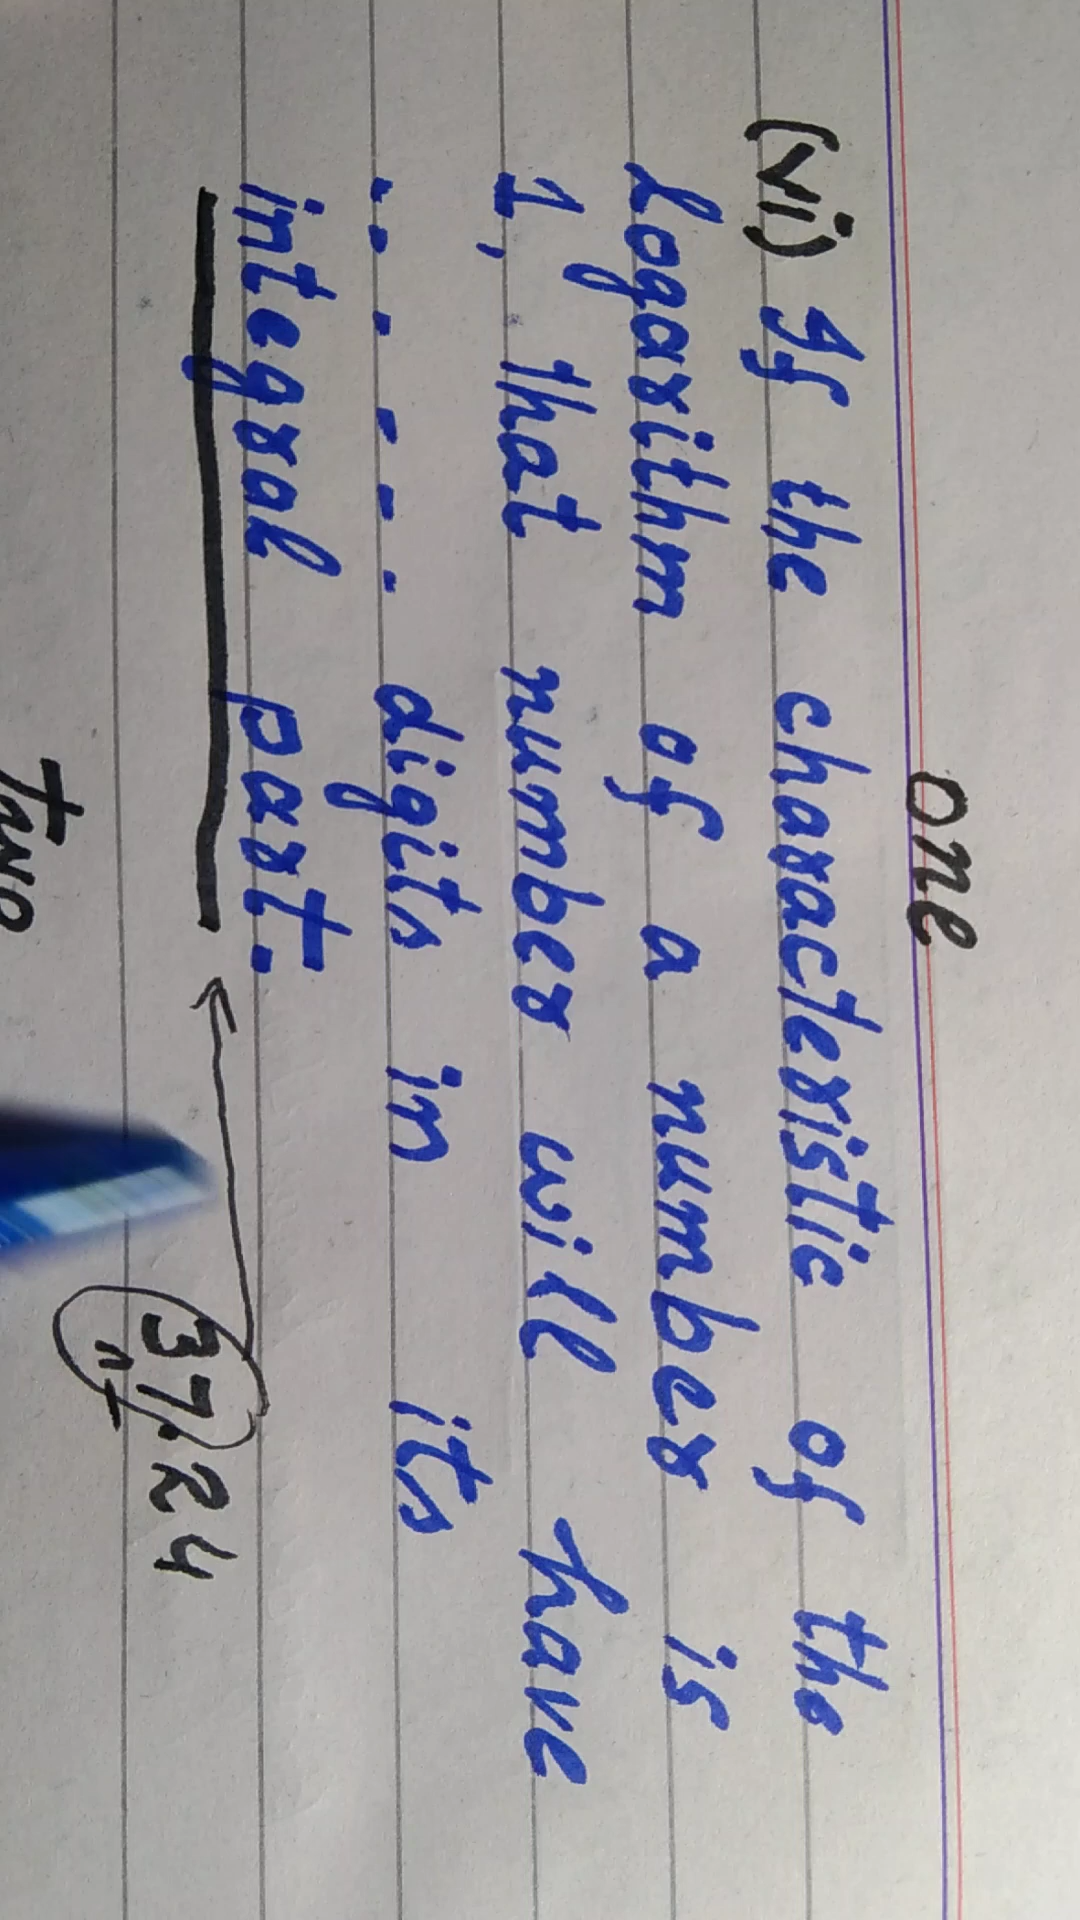 one
(vi) If the characteristic of the
logarithm of a number is
1, that number will have
...... digits in its
integral part.
37.24